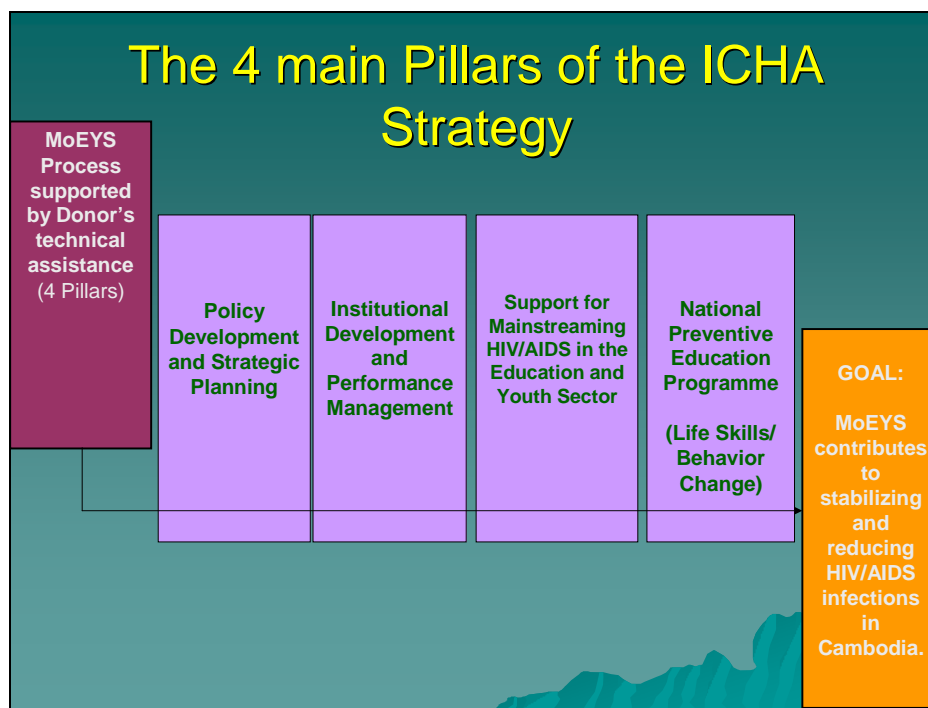 The 4 main Pillars of the ICHA
Strategy
MoEYS
Process
supported
by Donor's
technical
assistance
(4 Pillars)
Policy
Development
and Strategic
Planning
Institutional
Development
and
Performance
Management
Support for
Mainstreaming
HIV/AIDS in the
Education and
Youth Sector
National
Preventive
Education
Programme
(Life Skills/
Behavior
Change)
GOAL:
MoEYS
contributes
to
stabilizing
and
reducing
HIV/AIDS
infections
in
Cambodia.